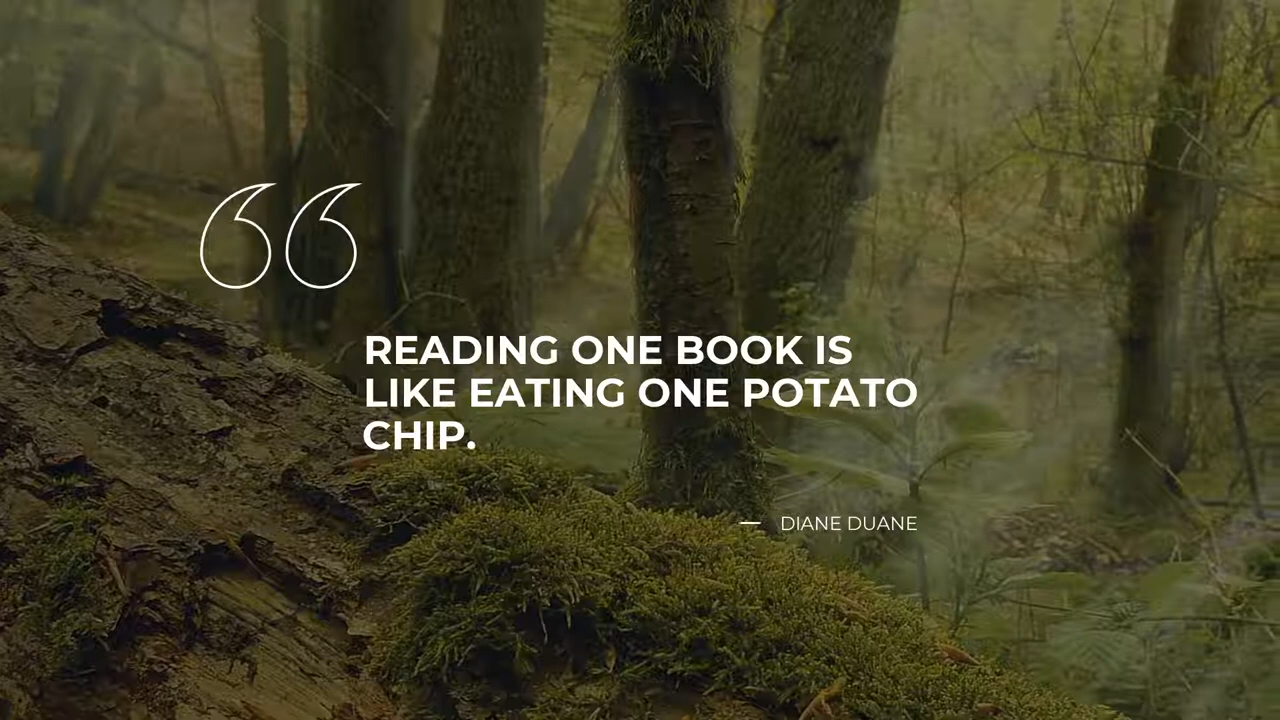 “
READING ONE BOOK IS
LIKE EATING ONE POTATO
CHIP.
— DIANE DUANE